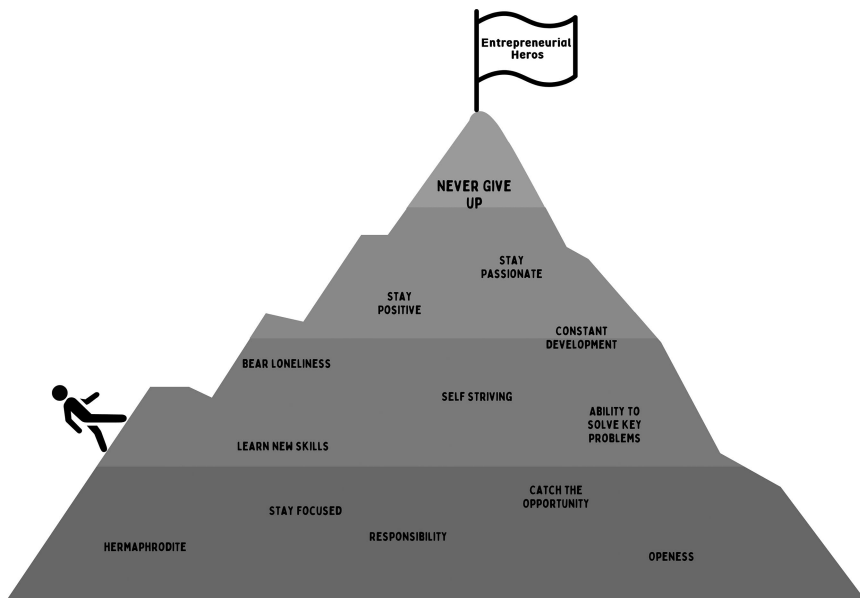 Entrepreneurial
Heros
NEVER GIVE
UP
STAY
PASSIONATE
STAY
POSITIVE
CONSTANT
DEVELOPMENT
BEAR LONELINESS
SELF STRIVING
ABILITY TO
SOLVE KEY
PROBLEMS
LEARN NEW SKILLS
CATCH THE
OPPORTUNITY
STAY FOCUSED
RESPONSIBILITY
HERMAPHRODITE
OPENESS